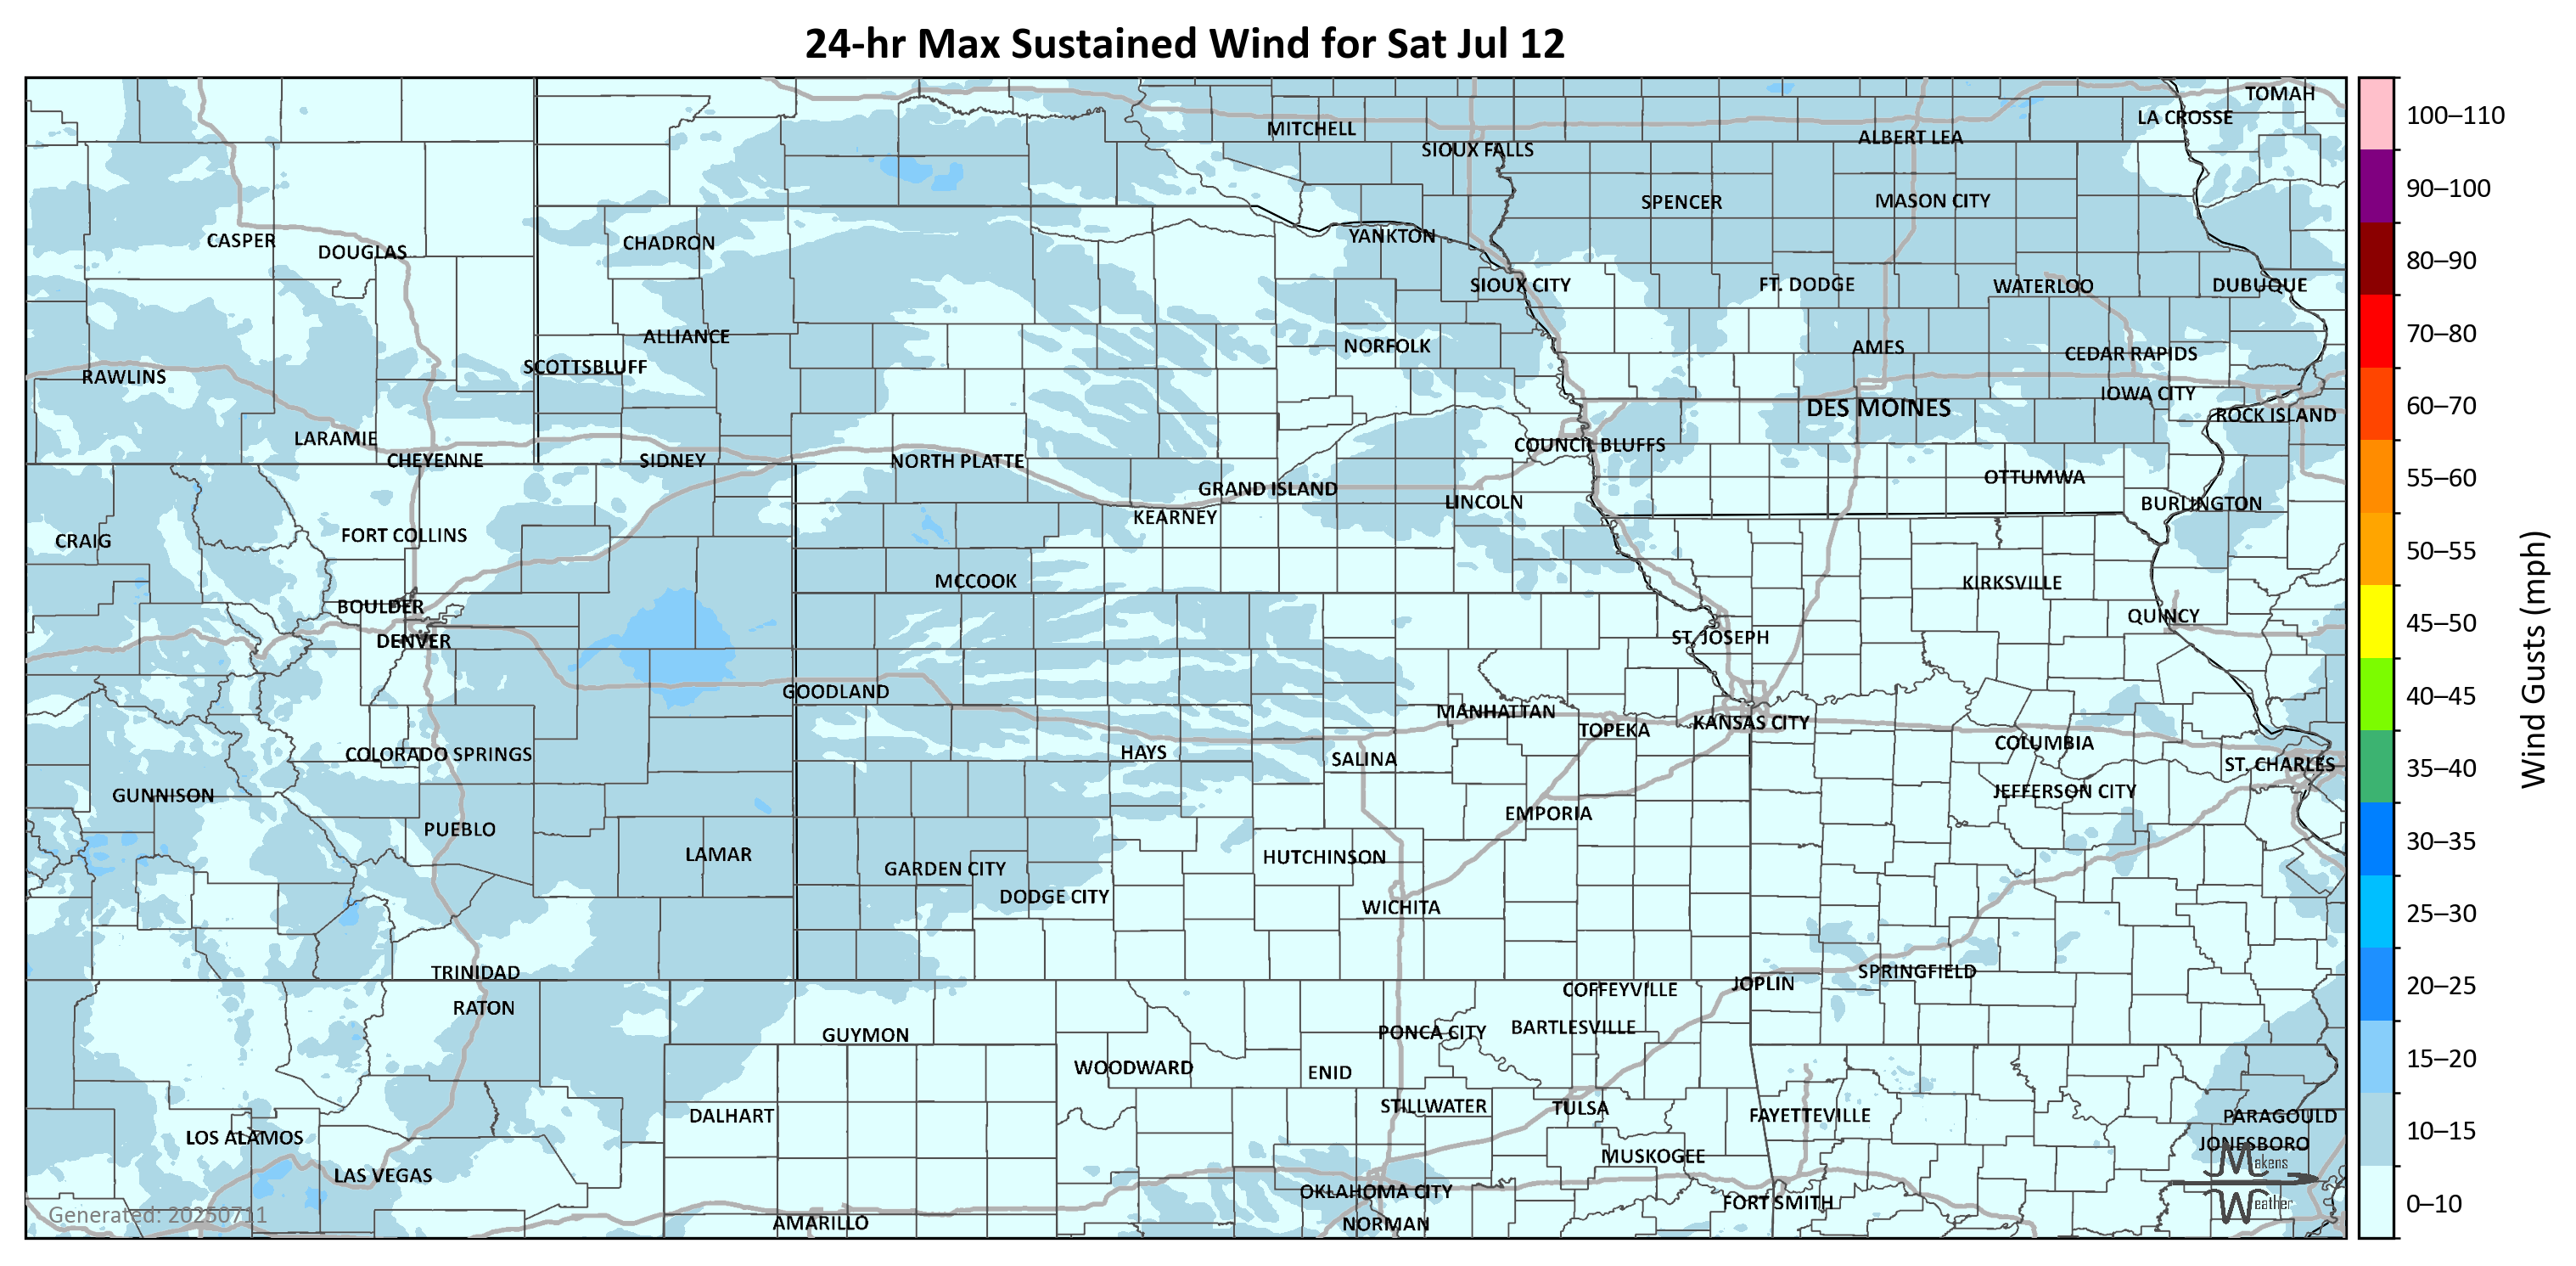 24-hr Max Sustained Wind for Sat Jul 12
TOMAH
LA CROSSE
MITCHELL
ALBERT LEA
SIOUX FALLS
SPENCER
MASON CITY
CASPER
DOUGLAS
CHADRON
YANKTON
SIOUX CITY
FT. DODGE
WATERLOO
DUBUQUE
ALLIANCE
NORFOLK
AMES
CEDAR RAPIDS
SCOTTSBLUFF
RAWLINS
IOWA CITY
DES MOINES
ROCK ISLAND
LARAMIE
COUNCIL BLUFFS
CHEYENNE
SIDNEY
NORTH PLATTE
OTTUMWA
GRAND ISLAND
LINCOLN
BURLINGTON
KEARNEY
CRAIG
FORT COLLINS
MCCOOK
KIRKSVILLE
BOULDER
QUINCY
DENVER
ST. JOSEPH
GOODLAND
MANHATTAN
TOPEKA
KANSAS CITY
COLORADO SPRINGS
HAYS
SALINA
COLUMBIA
ST. CHARLES
GUNNISON
JEFFERSON CITY
EMPORIA
PUEBLO
LAMAR
GARDEN CITY
HUTCHINSON
DODGE CITY
WICHITA
TRINIDAD
SPRINGFIELD
JOPLIN
COFFEYVILLE
RATON
GUYMON
PONCA CITY
BARTLESVILLE
WOODWARD
ENID
DALHART
STILLWATER
TULSA
FAYETTEVILLE
PARAGOULD
LOS ALAMOS
JONESBORO
MUSKOGEE
LAS VEGAS
OKLAHOMA CITY
FORT SMITH
AMARILLO
NORMAN
Generated: 20250711
Makens
Weather
100–110
90–100
80–90
70–80
60–70
55–60
50–55
45–50
40–45
35–40
30–35
25–30
20–25
15–20
10–15
0–10
Wind Gusts (mph)